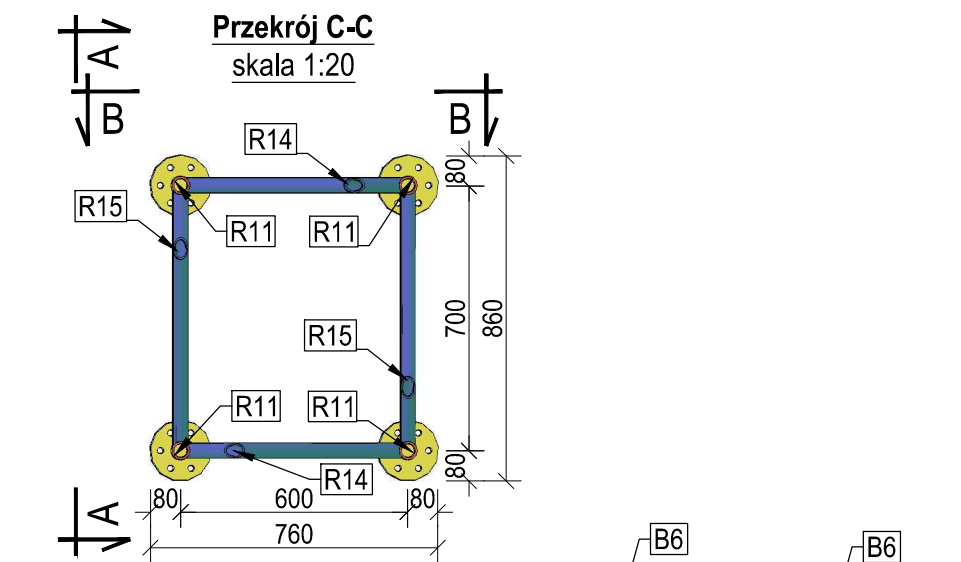 Przekrój C-C
skala 1:20
A
B
B
R14
80
R15
R11
R11
700
860
R15
R11
R11
R14
80
80
600
80
760
A
B6
B6